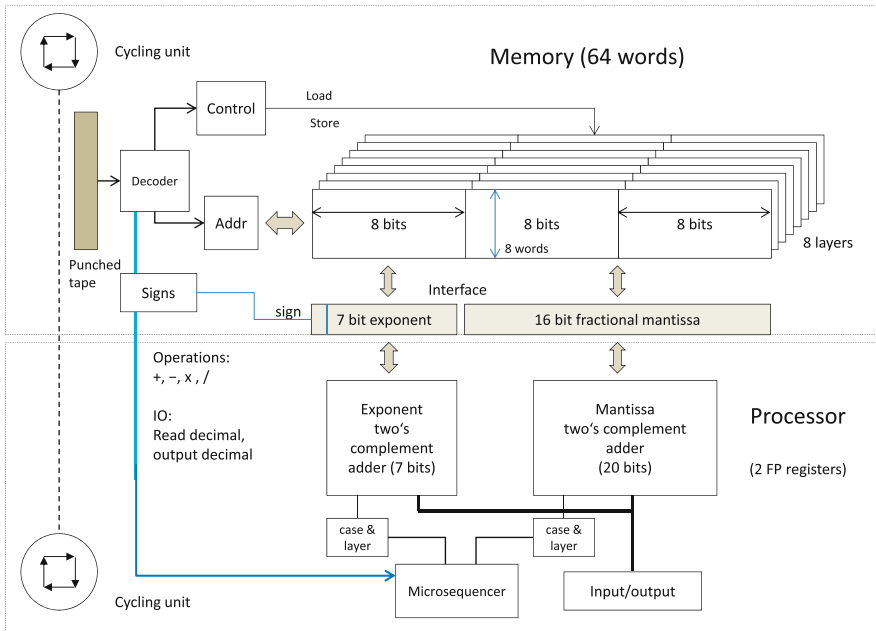 Cycling unit
Memory (64 words)
Control
Load
Store
Decoder
Addr
8 bits
8 bits
8 bits
8 words
8 layers
Punched
tape
Signs
Interface
sign
7 bit exponent
16 bit fractional mantissa
Operations:
+, −, x , /
IO:
Read decimal,
output decimal
Exponent
two‘s
complement
adder (7 bits)
Mantissa
two‘s complement
adder
(20 bits)
Processor
(2 FP registers)
case &
layer
case &
layer
Microsequencer
Input/output
Cycling unit